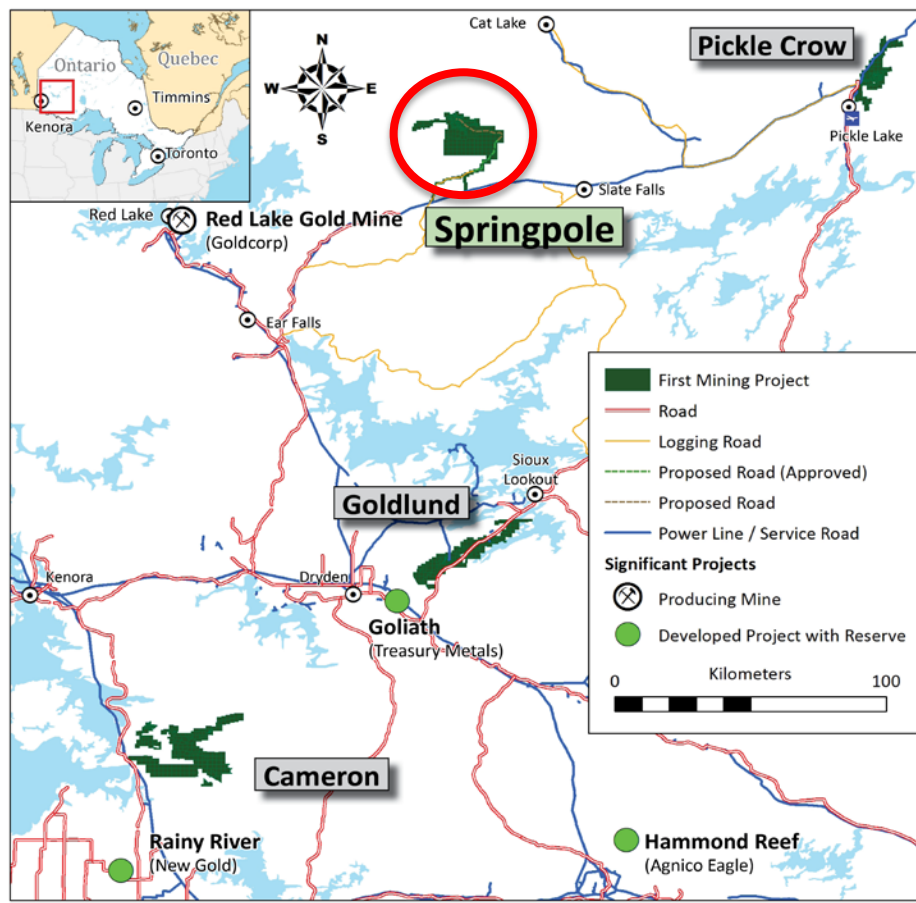 Ontario
Quebec
Timmins
Kenora
Toronto
N
W
E
S
Cat Lake
Pickle Crow
Pickle Lake
Slate Falls
Springpole
Red Lake
Red Lake Gold Mine
(Goldcorp)
Ear Falls
Sioux
Lookout
Goldlund
Kenora
Dryden
Goliath
(Treasury Metals)
Cameron
Rainy River
(New Gold)
Hammond Reef
(Agnico Eagle)
First Mining Project
Road
Logging Road
Proposed Road (Approved)
Proposed Road
Power Line / Service Road
Significant Projects
Producing Mine
Developed Project with Reserve
Kilometers
0
100